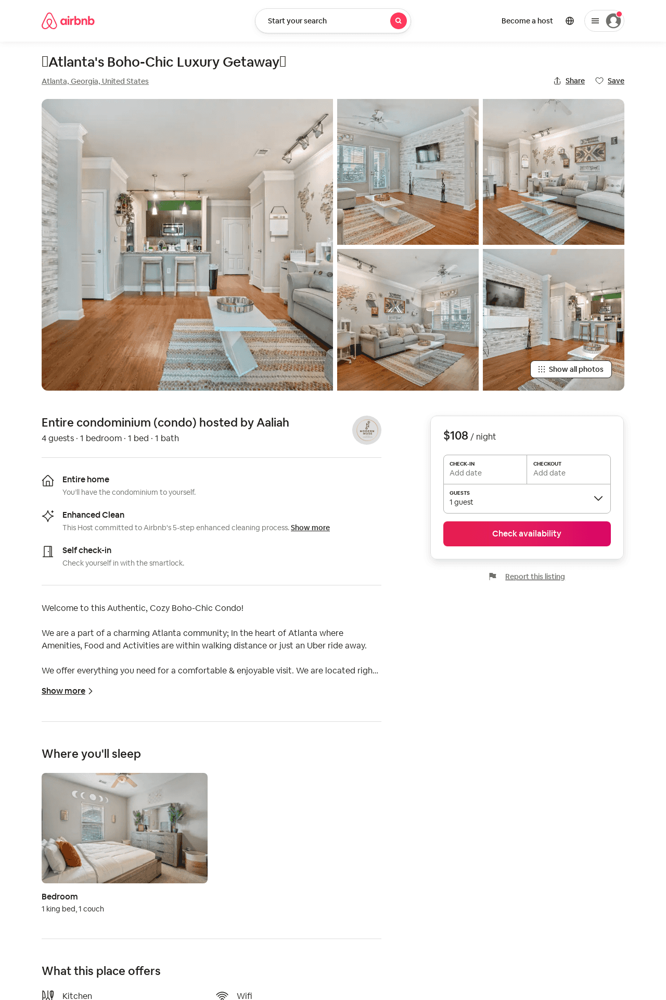 airbnb
Start your search
Become a host
Atlanta's Boho-Chic Luxury Getaway
Atlanta, Georgia, United States
Share
Save
Show all photos
Entire condominium (condo) hosted by Aaliah
4 guests · 1 bedroom · 1 bed · 1 bath
MODERN
MUSE
Entire home
You’ll have the condominium to yourself.
Enhanced Clean
This Host committed to Airbnb's 5-step enhanced cleaning process. Show more
Self check-in
Check yourself in with the smartlock.
$108 / night
CHECK-IN
Add date
CHECKOUT
Add date
GUESTS
1 guest
Check availability
Report this listing
Welcome to this Authentic, Cozy Boho-Chic Condo!
We are a part of a charming Atlanta community; In the heart of Atlanta where
Amenities, Food and Activities are within walking distance or just an Uber ride away.
We offer everything you need for a comfortable & enjoyable visit. We are located righ…
Show more
Where you'll sleep
Bedroom
1 king bed, 1 couch
What this place offers
Kitchen
Wifi